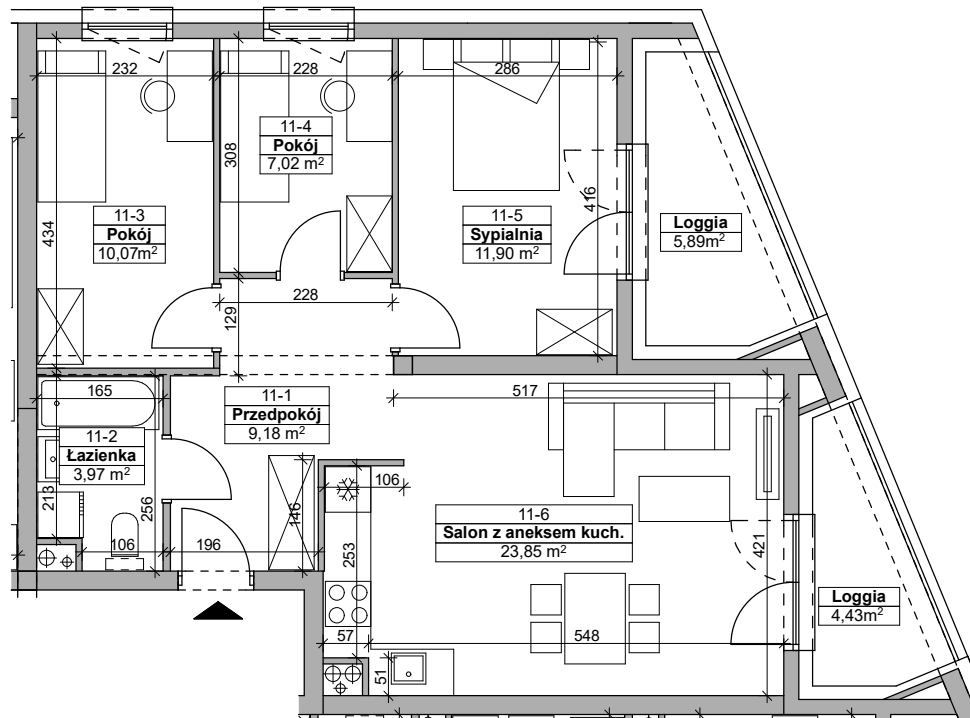 232
228
286
11-4
Pokój
7,02 m²
308
434
416
11-3
Pokój
10,07m²
11-5
Sypialnia
11,90 m²
Loggia
5,89m²
228
129
165
517
11-1
Przedpokój
9,18 m²
11-2
Łazienka
3,97 m²
213
256
146
106
106
196
253
11-6
Salon z aneksem kuch.
23,85 m²
421
Loggia
4,43m²
57
548
51